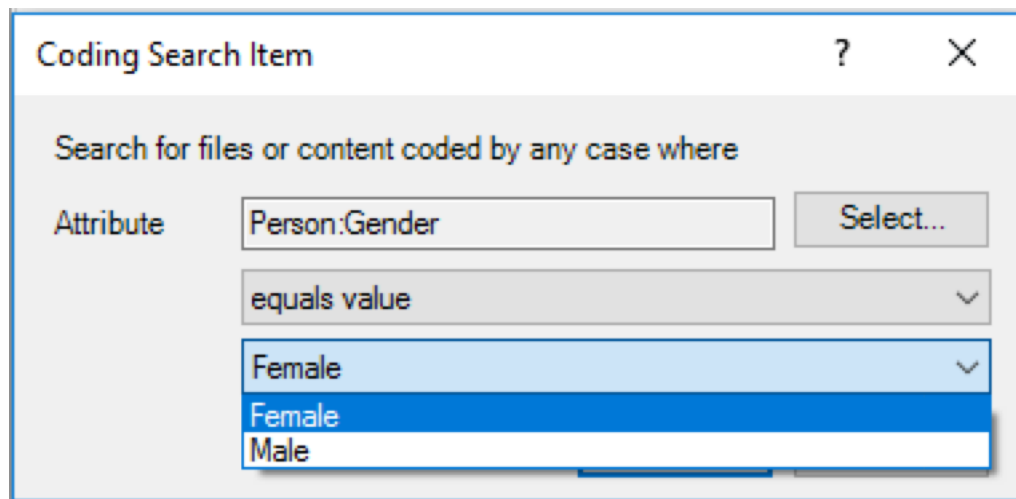 Coding Search Item ?
Search for files or content coded by any case where
Attribute Person:Gender Select...
equals value
Female
Female
Male